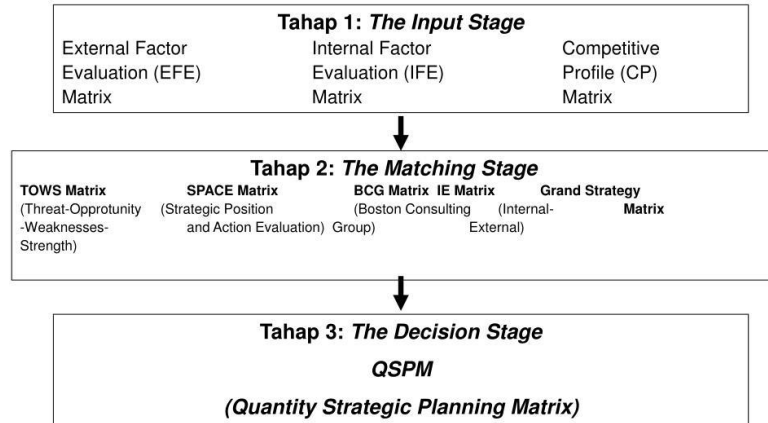 Tahap 1: The Input Stage
External Factor Internal Factor Competitive
Evaluation (EFE) Evaluation (IFE) Profile (CP)
Matrix Matrix Matrix
Tahap 2: The Matching Stage
TOWS Matrix SPACE Matrix BCG Matrix IE Matrix Grand Strategy
(Threat-Opprotunity (Strategic Position (Boston Consulting (Internal- Matrix
-Weaknesses- and Action Evaluation) Group) External)
Strength)
Tahap 3: The Decision Stage
QSPM
(Quantity Strategic Planning Matrix)